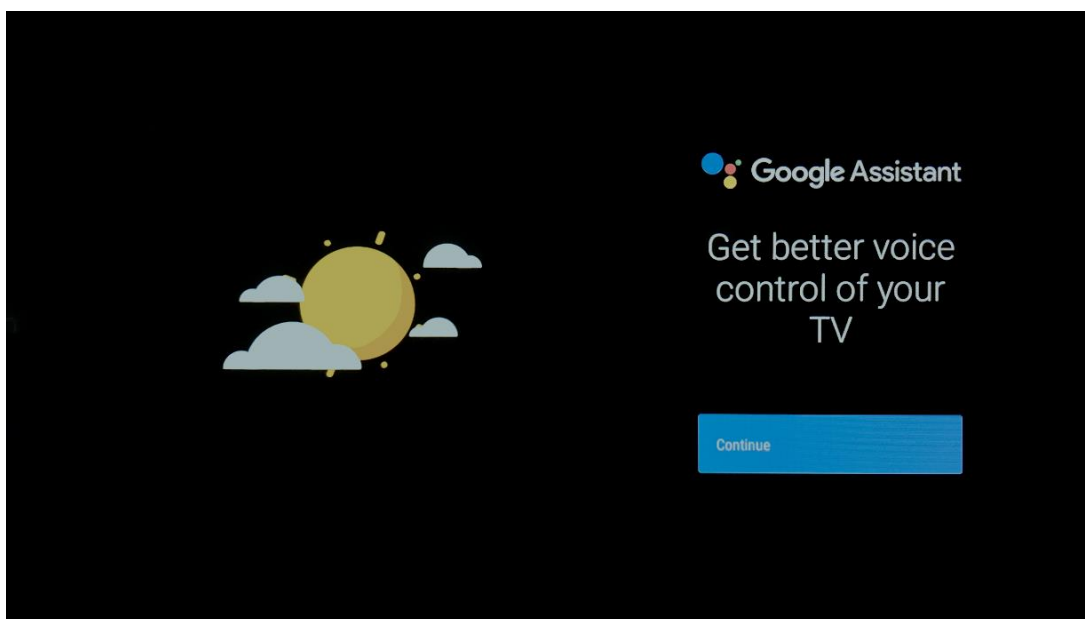 Google Assistant
Get better voice
control of your
TV
Continue